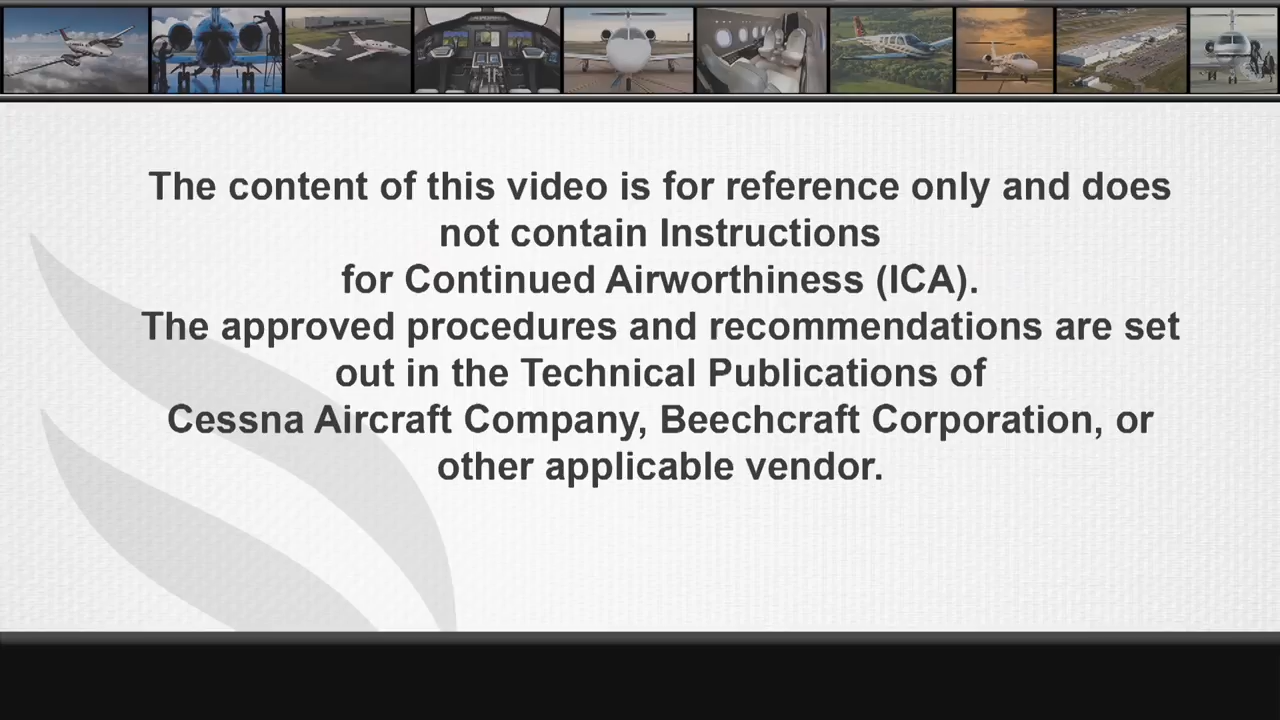 The content of this video is for reference only and does
not contain Instructions
for Continued Airworthiness (ICA).
The approved procedures and recommendations are set
out in the Technical Publications of
Cessna Aircraft Company, Beechcraft Corporation, or
other applicable vendor.